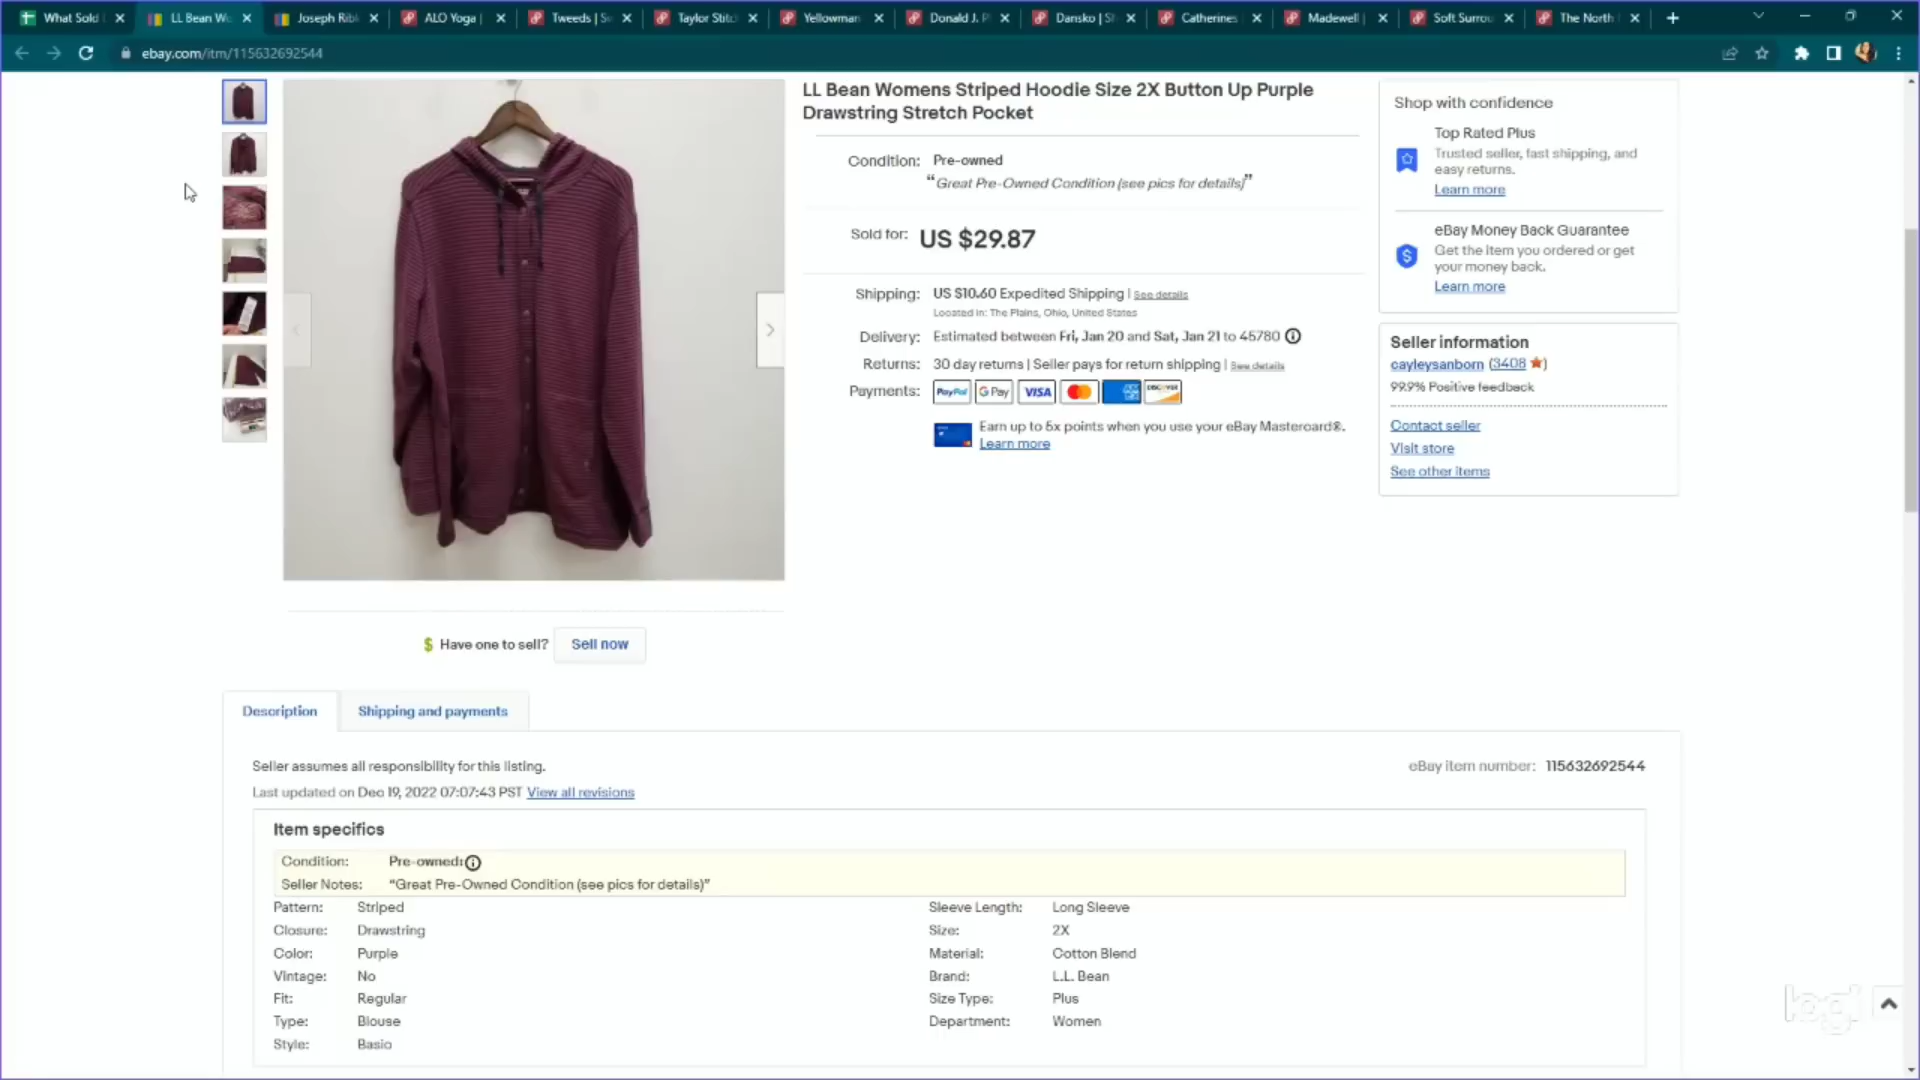 What Sold
LL Bean Wo
Joseph Ribk
ALO Yoga |
Tweeds | S
Taylor Stitc
Yellowman
Donald J. P
Dansko | Sh
Catherines
Madewell |
Soft Surrou
The North
ebay.com/itm/115632692544
LL Bean Womens Striped Hoodie Size 2X Button Up Purple
Drawstring Stretch Pocket
Condition: Pre-owned
“Great Pre-Owned Condition (see pics for details)”
Sold for: US $29.87
Shipping: US $10.60 Expedited Shipping | See details
Located in: The Plains, Ohio, United States
Delivery: Estimated between Fri, Jan 20 and Sat, Jan 21 to 45780
Returns: 30 day returns | Seller pays for return shipping | See details
Payments: PayPal G Pay VISA DISCOVER
Earn up to 5x points when you use your eBay Mastercard®.
Learn more
Shop with confidence
Top Rated Plus
Trusted seller, fast shipping, and
easy returns.
Learn more
eBay Money Back Guarantee
Get the item you ordered or get
your money back.
Learn more
Seller information
cayleysanborn (3408)
99.9% Positive feedback
Contact seller
Visit store
See other items
$ Have one to sell? Sell now
Description
Shipping and payments
Seller assumes all responsibility for this listing.
eBay item number: 115632692544
Last updated on Dec 19, 2022 07:07:43 PST View all revisions
Item specifics
Condition: Pre-owned:
Seller Notes: “Great Pre-Owned Condition (see pics for details)”
Pattern: Striped
Sleeve Length: Long Sleeve
Closure: Drawstring
Size: 2X
Color: Purple
Material: Cotton Blend
Vintage: No
Brand: L.L. Bean
Fit: Regular
Size Type: Plus
Type: Blouse
Department: Women
Style: Basic
logi